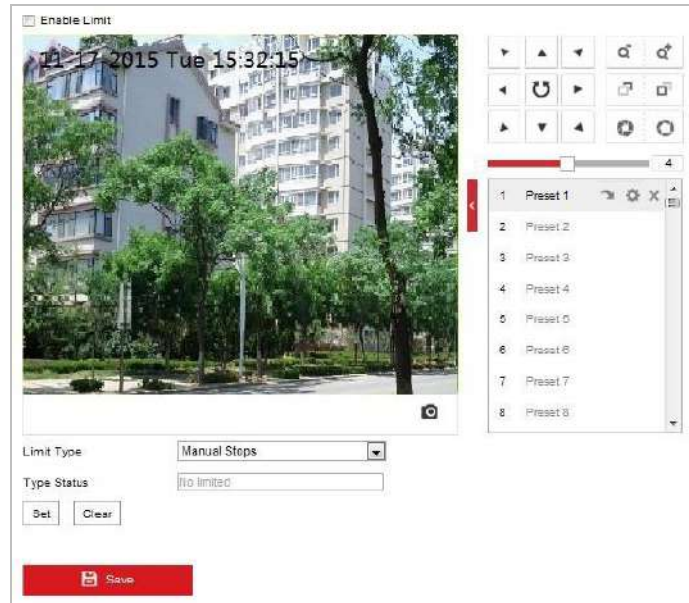 Enable Limit
11-17-2015 Tue 15:32:15
4
1 Preset 1
2 Preset 2
3 Preset 3
4 Preset 4
5 Preset 5
6 Preset 6
7 Preset 7
8 Preset 8
Limit Type Manual Stops
Type Status No limited
Set Clear
Save